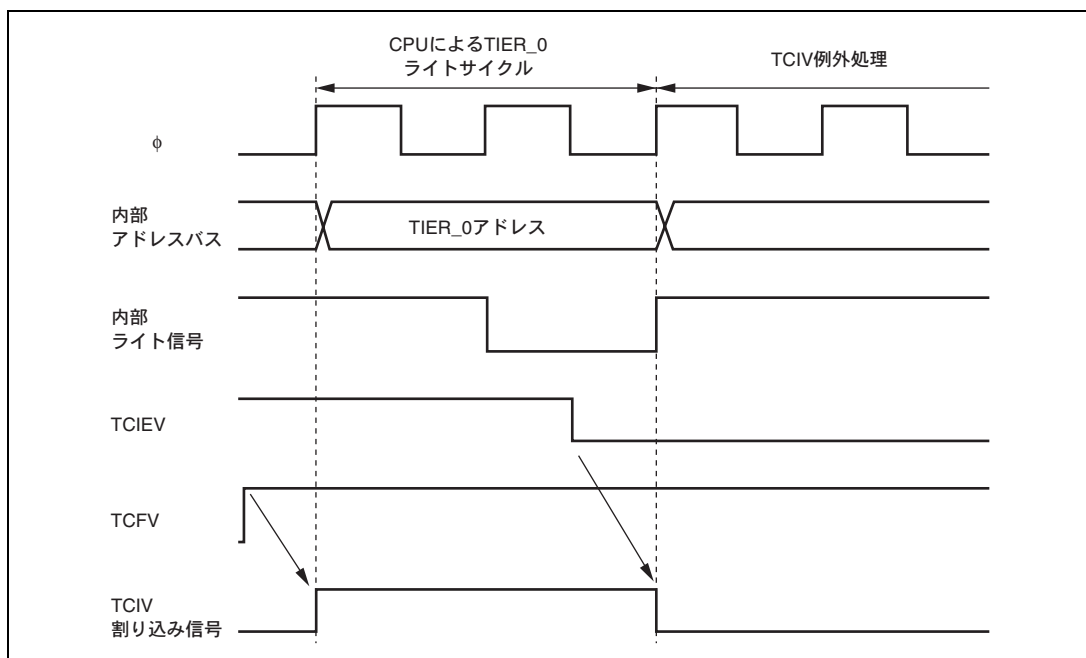 CPUによるTIER_0
ライトサイクル
TCIV例外処理
φ
内部
アドレスバス
TIER_0アドレス
内部
ライト信号
TCIEV
TCFV
TCIV
割り込み信号